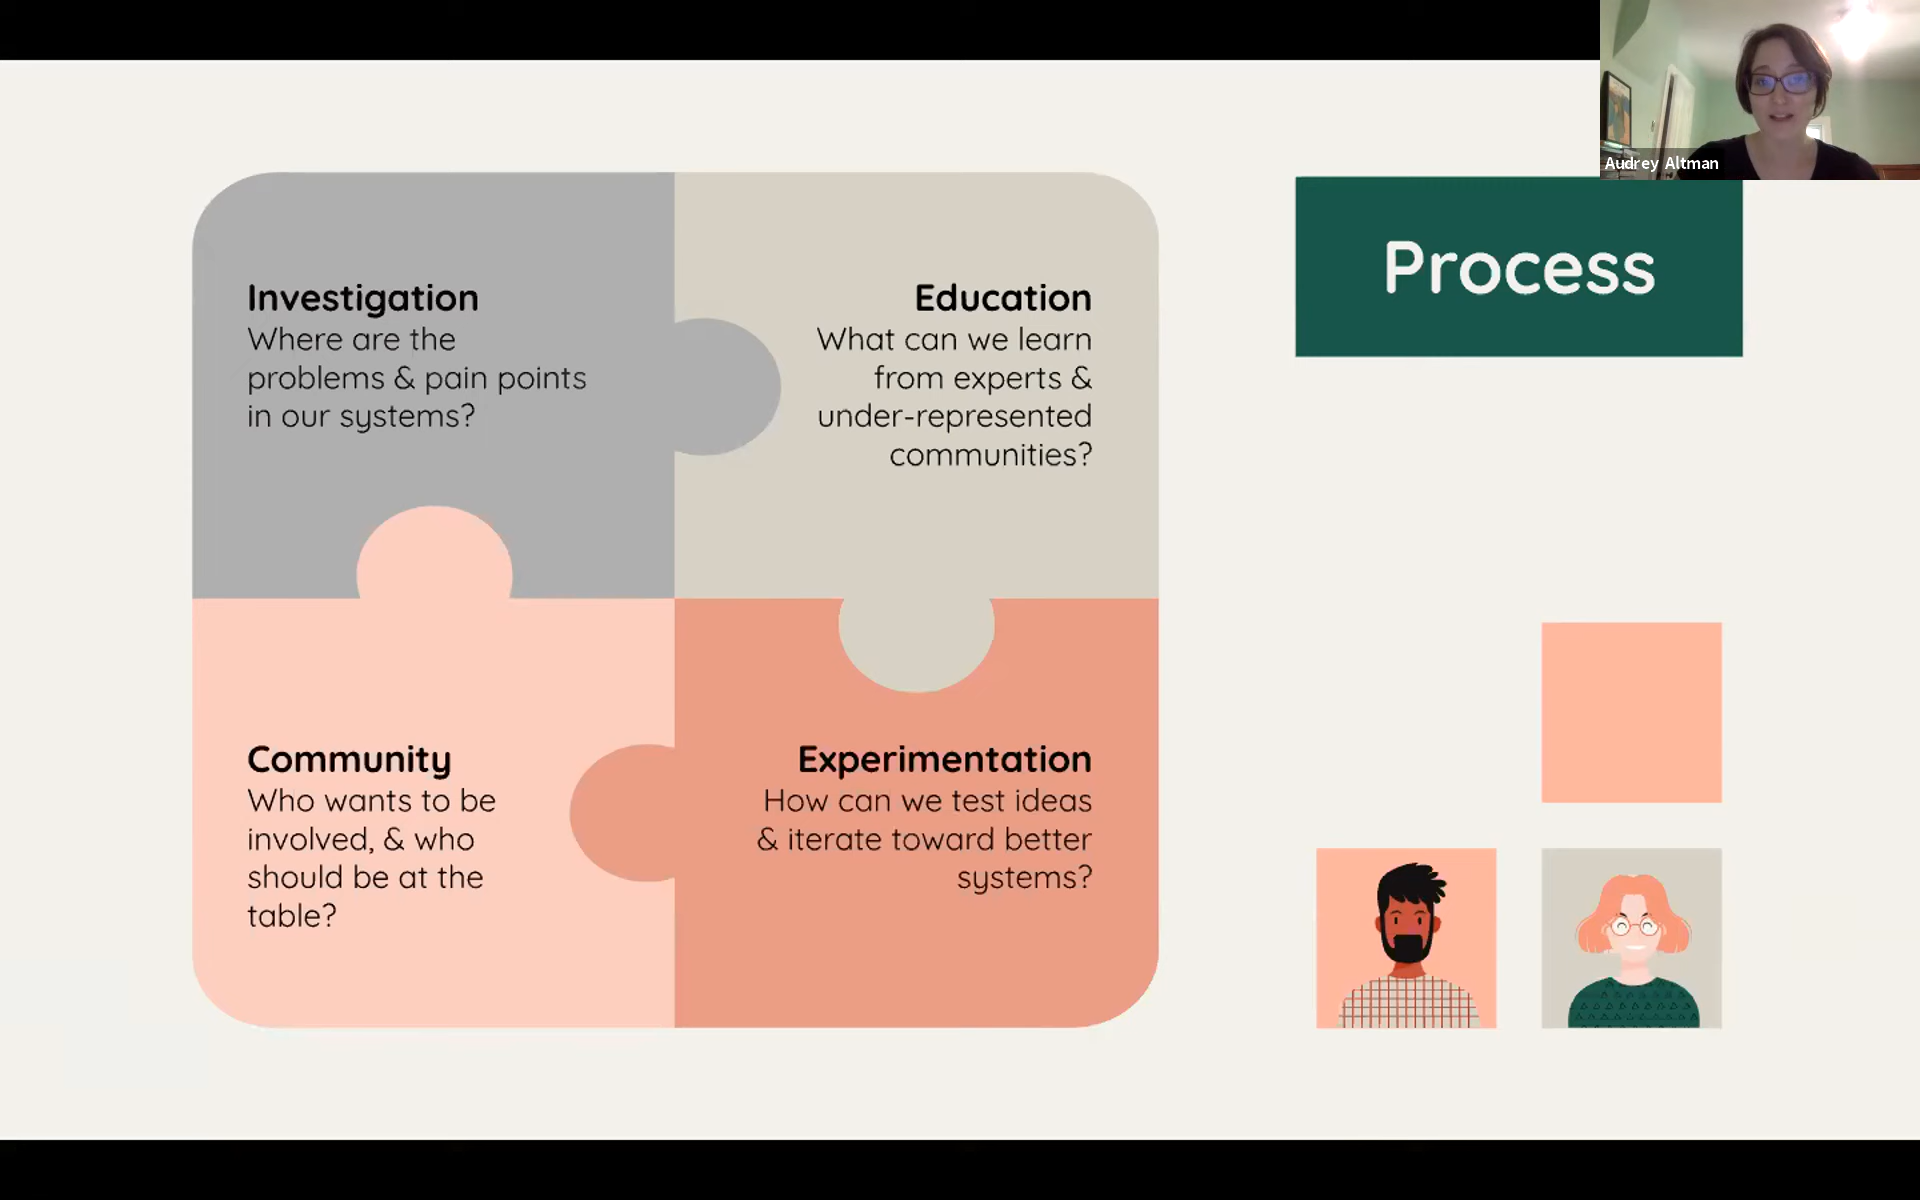 Audrey Altman
Process
Investigation
Where are the
problems & pain points
in our systems?
Education
What can we learn
from experts &
under-represented
communities?
Community
Who wants to be
involved, & who
should be at the
table?
Experimentation
How can we test ideas
& iterate toward better
systems?